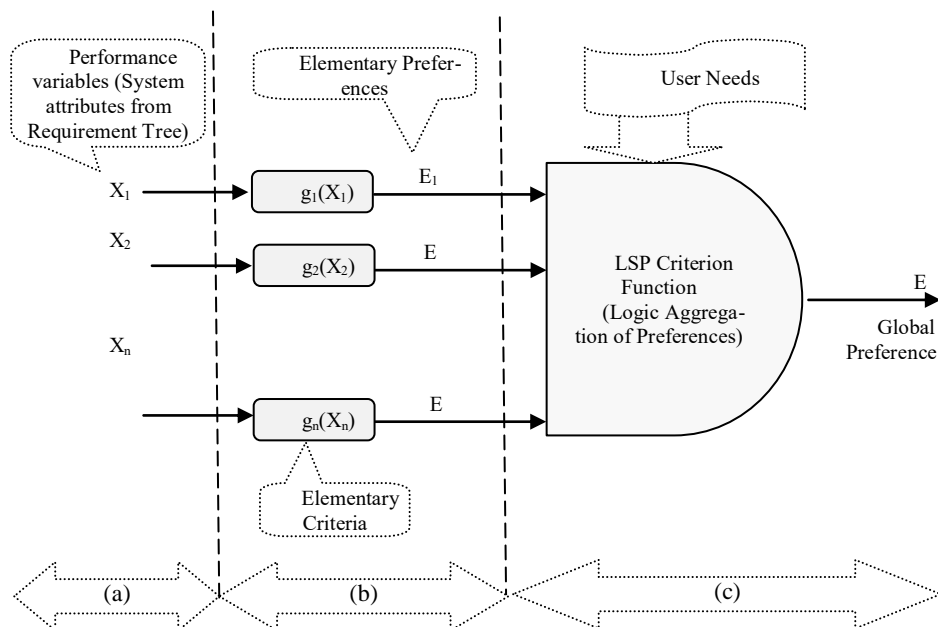 Performance
variables (System
attributes from
Requirement Tree)
Elementary Prefer-
ences
User Needs
X1
g1(X1)
E1
X2
g2(X2)
E
LSP Criterion
Function
(Logic Aggrega-
tion of Preferences)
E
Global
Preference
Xn
gn(Xn)
E
Elementary
Criteria
(a)
(b)
(c)